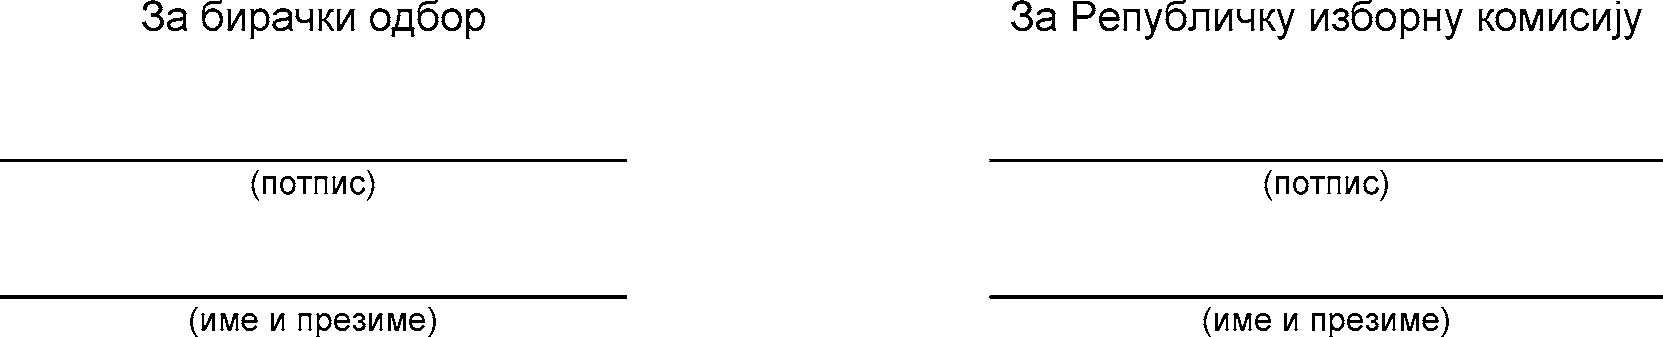 За бирачки одбор За Републичку изборну комисију
(потпис) (потпис)
(име и презиме) (име и презиме)